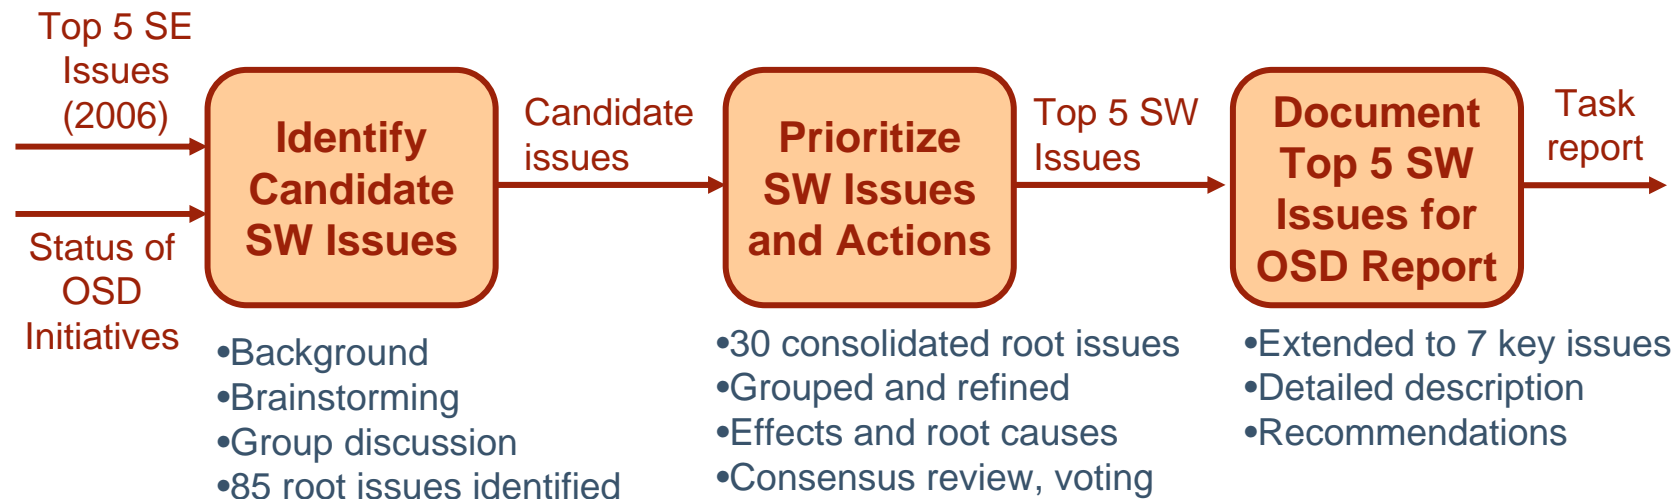 Top 5 SE
Issues
(2006)
Status of
OSD
Initiatives
Identify
Candidate
SW Issues
•Background
•Brainstorming
•Group discussion
•85 root issues identified
Candidate
issues
Prioritize
SW Issues
and Actions
•30 consolidated root issues
•Grouped and refined
•Effects and root causes
•Consensus review, voting
Top 5 SW
Issues
Document
Top 5 SW
Issues for
OSD Report
•Extended to 7 key issues
•Detailed description
•Recommendations
Task
report